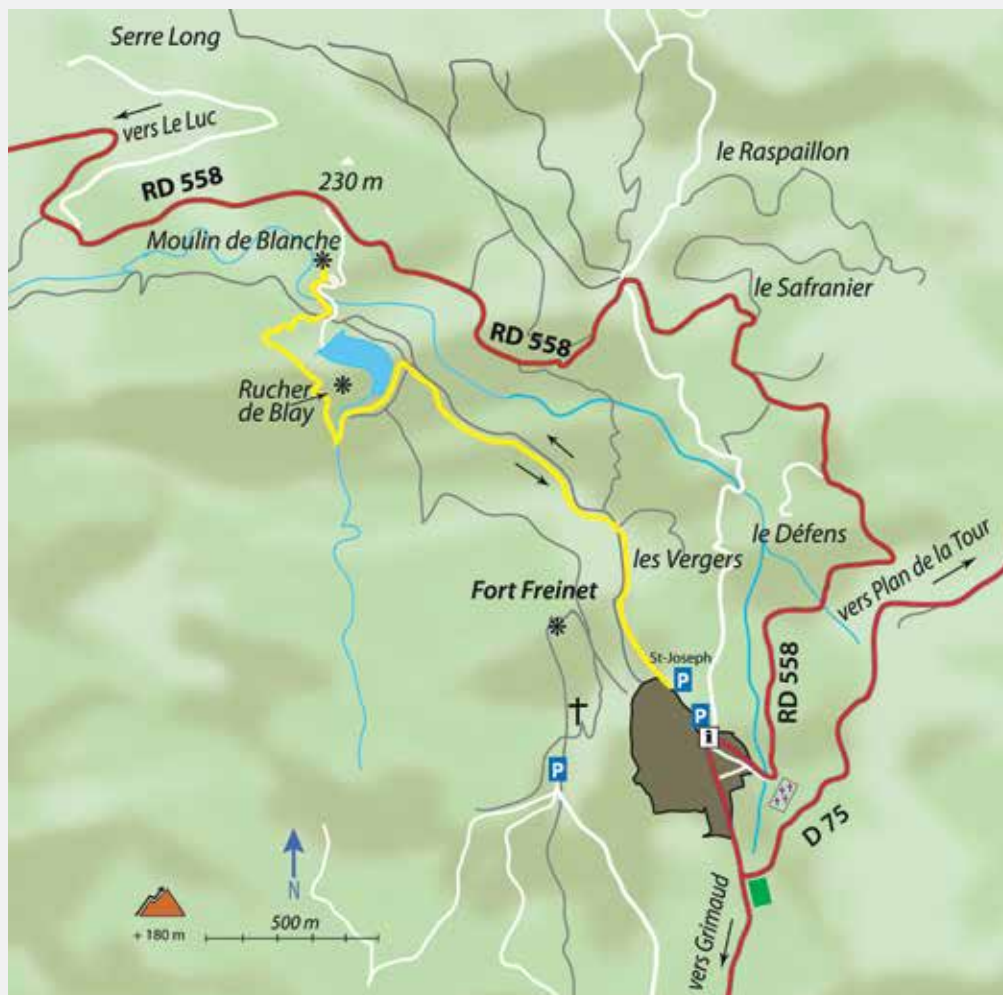 Serre Long
vers Le Luc
RD 558
230 m
le Raspaillon
Moulin de Blanche
le Safranier
RD 558
Rucher
de Blay
le Défens
les Vergers
vers Plan de la Tour
Fort Freinet
St-Joseph
P
P
i
RD 558
P
D 75
N
500 m
+ 180 m
vers Grimaud